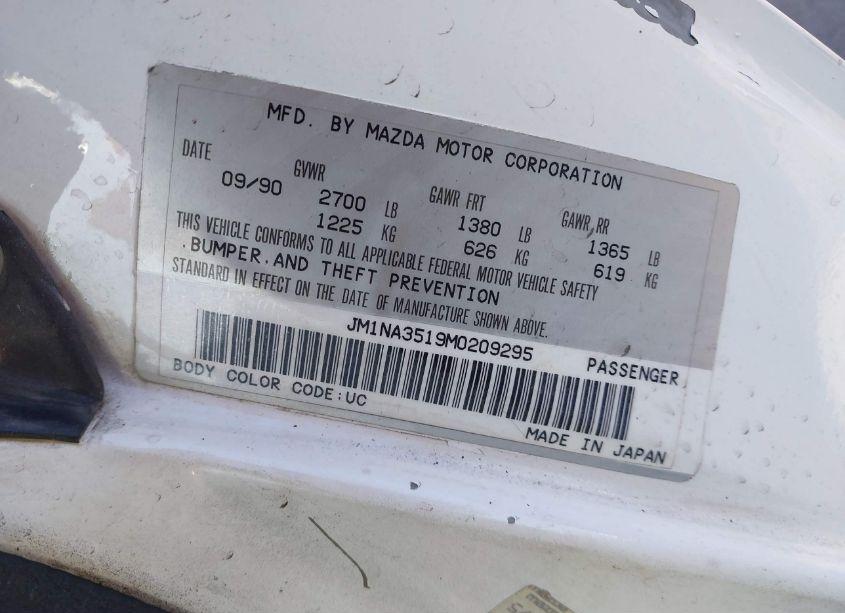 MFD. BY MAZDA MOTOR CORPORATION
DATE GVWR GAWR FRT GAWR RR
09/90 2700 LB 1380 LB 1365 LB
1225 KG 626 KG 619 KG
THIS VEHICLE CONFORMS TO ALL APPLICABLE FEDERAL MOTOR VEHICLE SAFETY
.BUMPER.AND THEFT PREVENTION
STANDARD IN EFFECT ON THE DATE OF MANUFACTURE SHOWN ABOVE.
JM1NA3519M0209295 PASSENGER
BODY COLOR CODE:UC
MADE IN JAPAN